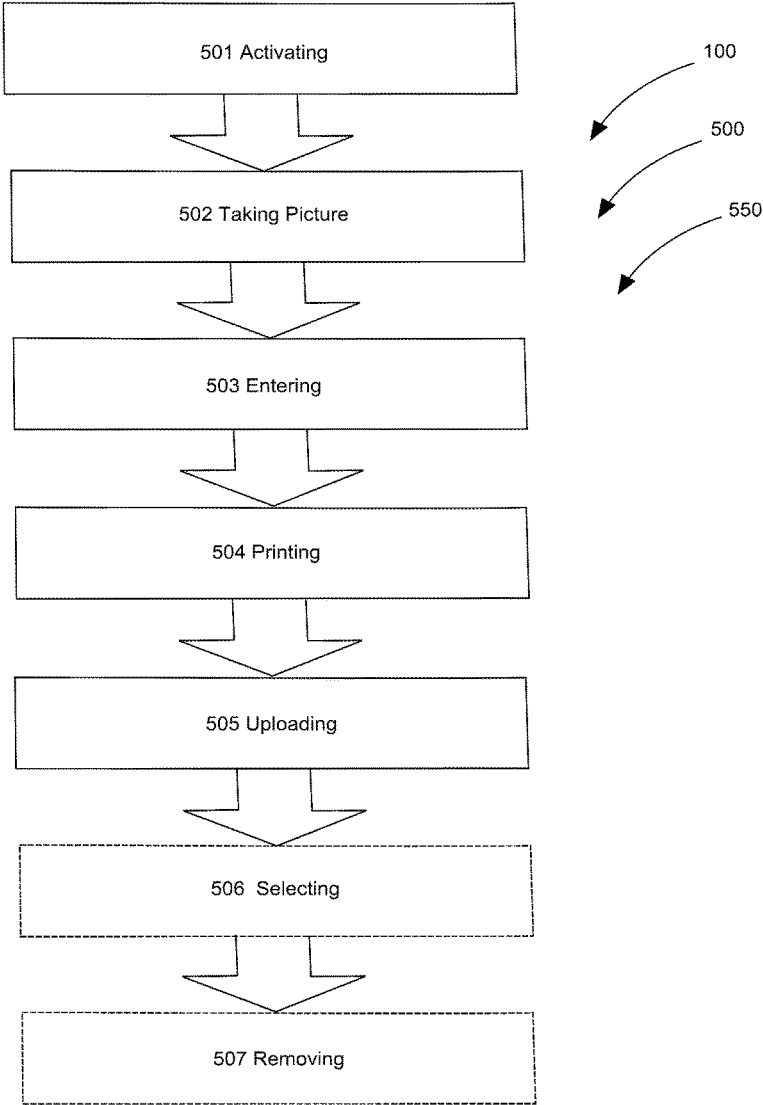 501 Activating
100
500
502 Taking Picture
550
503 Entering
504 Printing
505 Uploading
506 Selecting
507 Removing